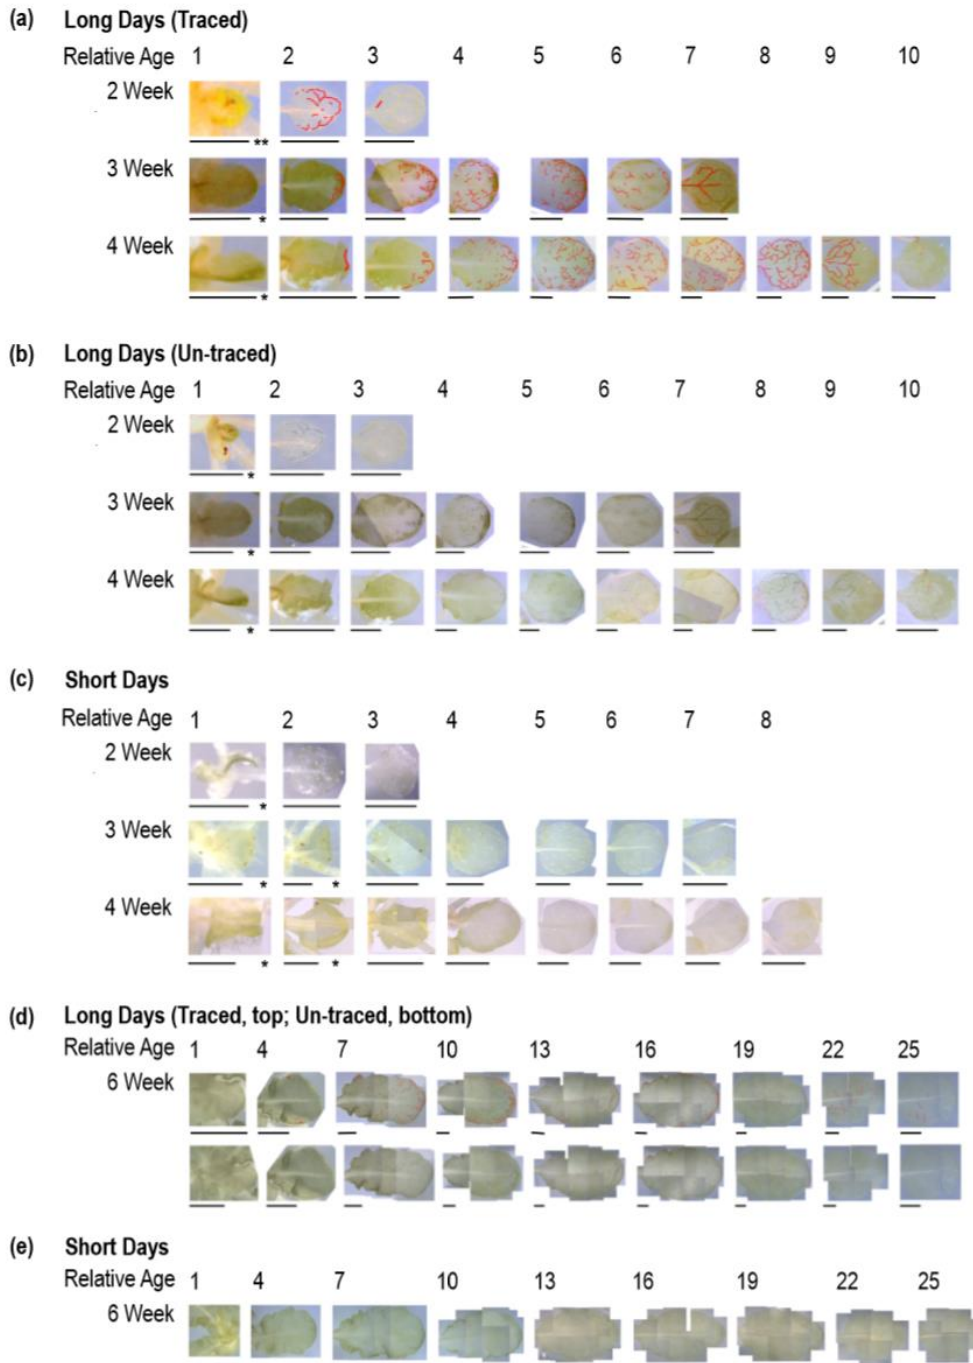 (a) Long Days (Traced)
Relative Age 1 2 3 4 5 6 7 8 9 10
2 Week
**
3 Week
*
4 Week
*
(b) Long Days (Un-traced)
Relative Age 1 2 3 4 5 6 7 8 9 10
2 Week
*
3 Week
*
4 Week
*
(c) Short Days
Relative Age 1 2 3 4 5 6 7 8
2 Week
*
3 Week
* *
4 Week
* *
(d) Long Days (Traced, top; Un-traced, bottom)
Relative Age 1 4 7 10 13 16 19 22 25
6 Week
(e) Short Days
Relative Age 1 4 7 10 13 16 19 22 25
6 Week